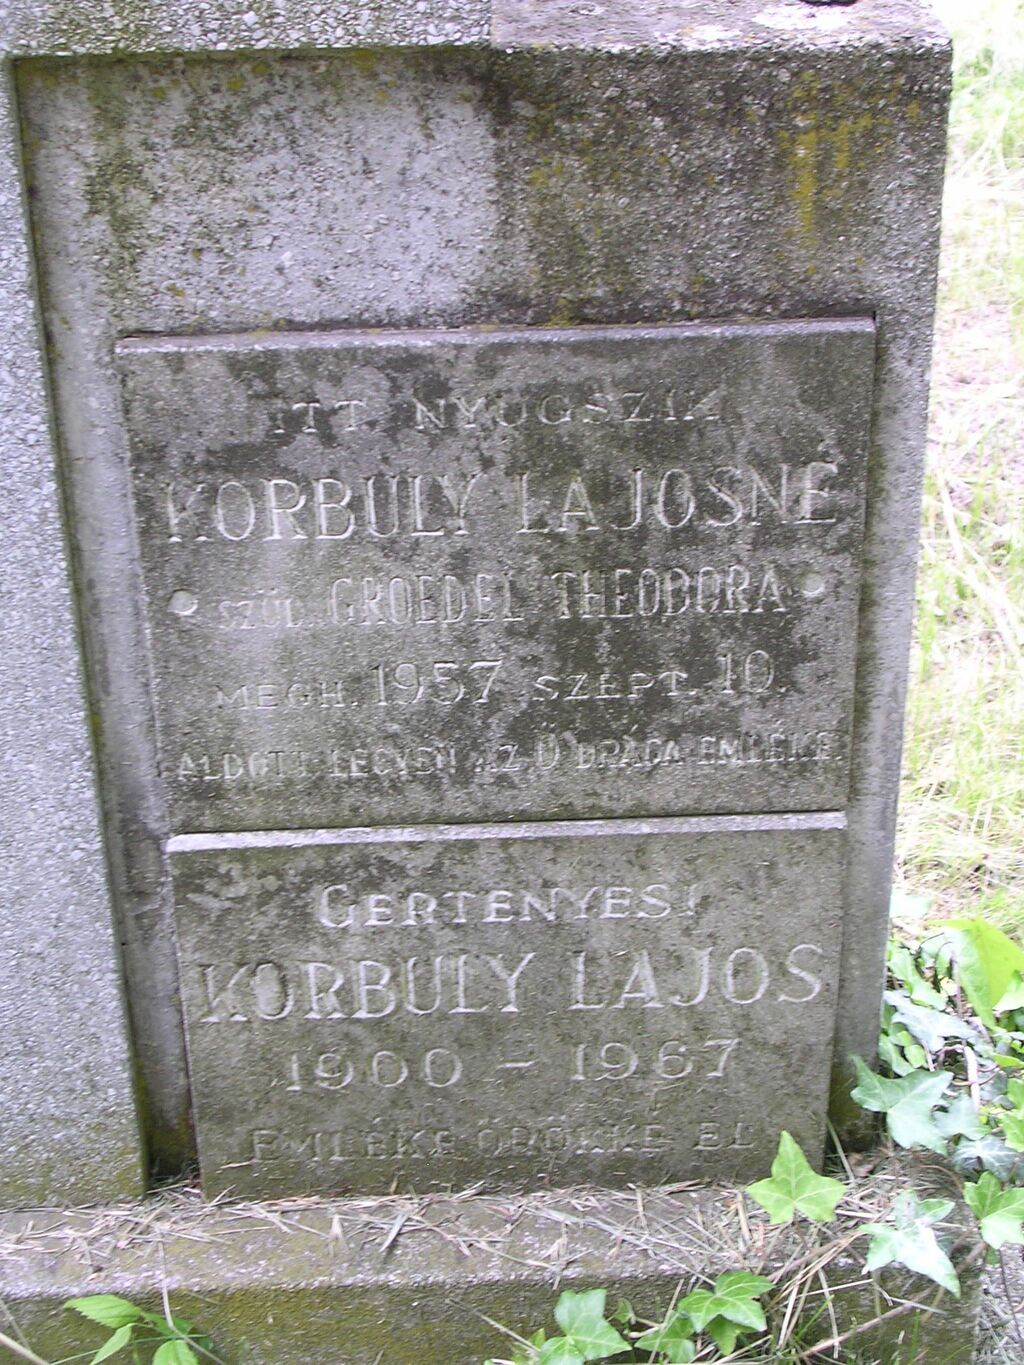 ITT NYUGSZIK
KORBULY LAJOSNÉ
SZÜL. GROEDEL THEODORA
MEGH. 1957 SZEPT. 10.
ÁLDOTT LEGYEN AZ Ő DRÁGA EMLÉKE.
GERTENYESI
KORBULY LAJOS
1900 - 1967
EMLÉKE ÖRÖKKÉ ÉL